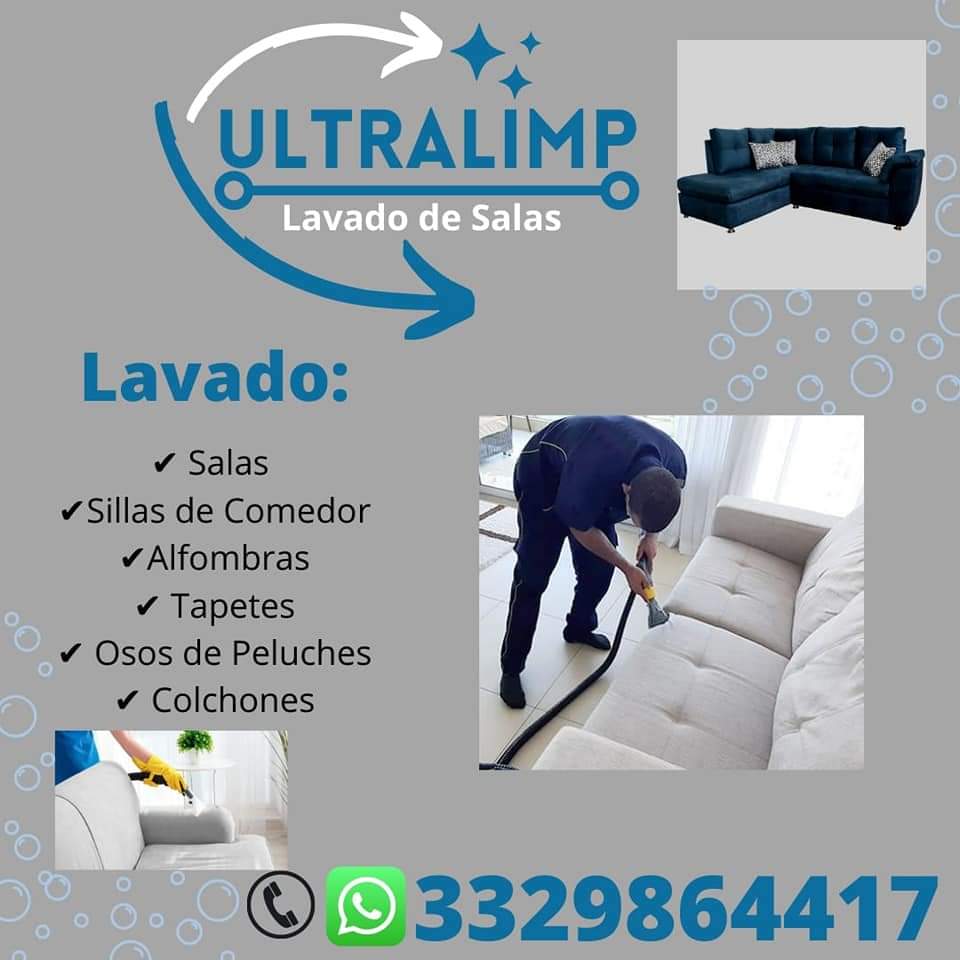 ULTRALIMP
Lavado de Salas
Lavado:
✔ Salas
✔Sillas de Comedor
✔Alfombras
✔ Tapetes
✔ Osos de Peluches
✔ Colchones
3329864417